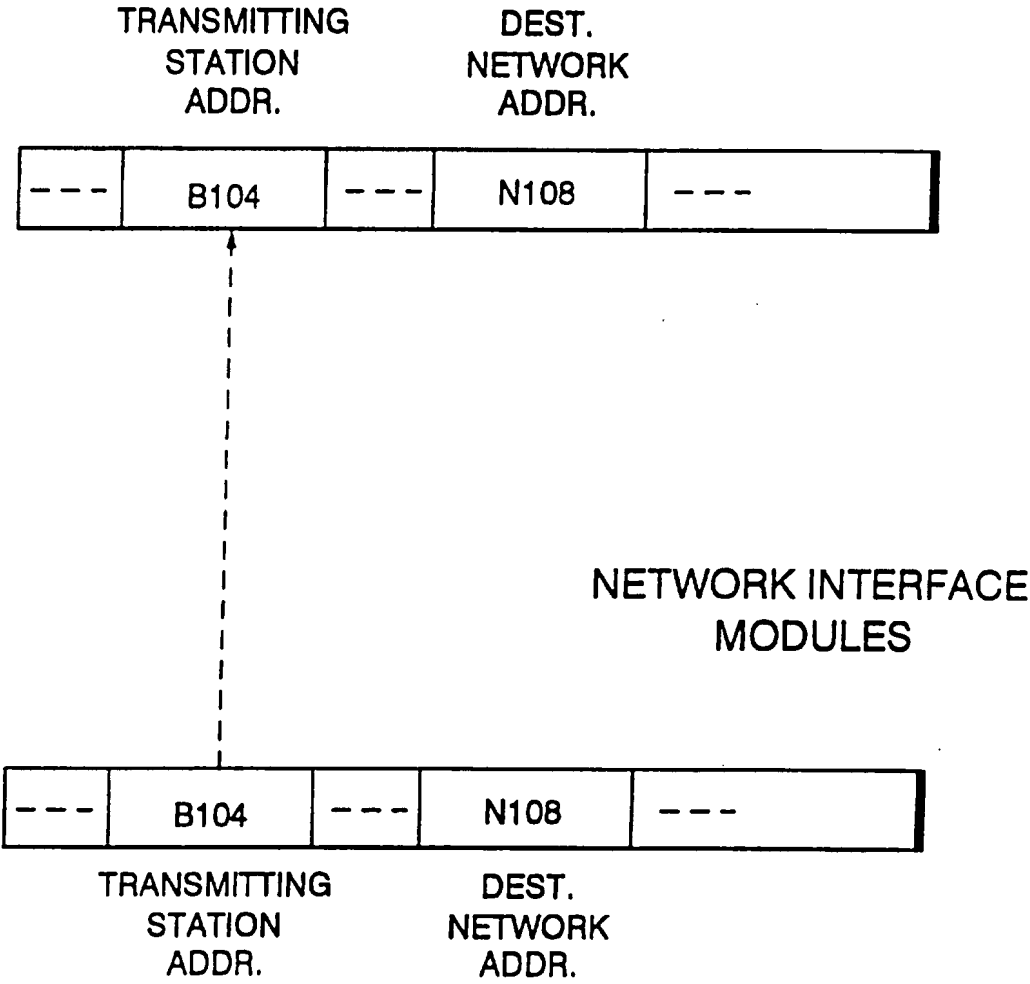 TRANSMITTING STATION ADDR.
DEST. NETWORK ADDR.
--- B104 --- N108 ---
NETWORK INTERFACE
MODULES
--- B104 --- N108 ---
TRANSMITTING STATION ADDR.
DEST. NETWORK ADDR.